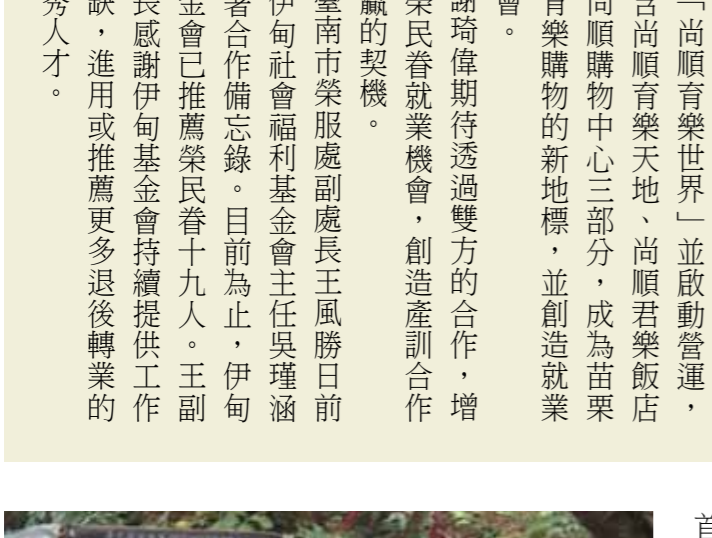 「尚順育樂世界」並啟動營運，
含尚順育樂天地、尚順君樂飯店
尚順購物中心三部分，成為苗栗
育樂購物的新地標，並創造就業
會。
謝琦偉期待透過雙方的合作，增
榮民眷就業機會，創造產訓合作
贏的契機。
臺南市榮服處副處長王風勝日前
伊甸社會福利基金會主任吳瑾涵
署合作備忘錄。目前為止，伊甸
金會已推薦榮民眷十九人。王副
長感謝伊甸基金會持續提供工作
缺，進用或推薦更多退後轉業的
秀人才。
首